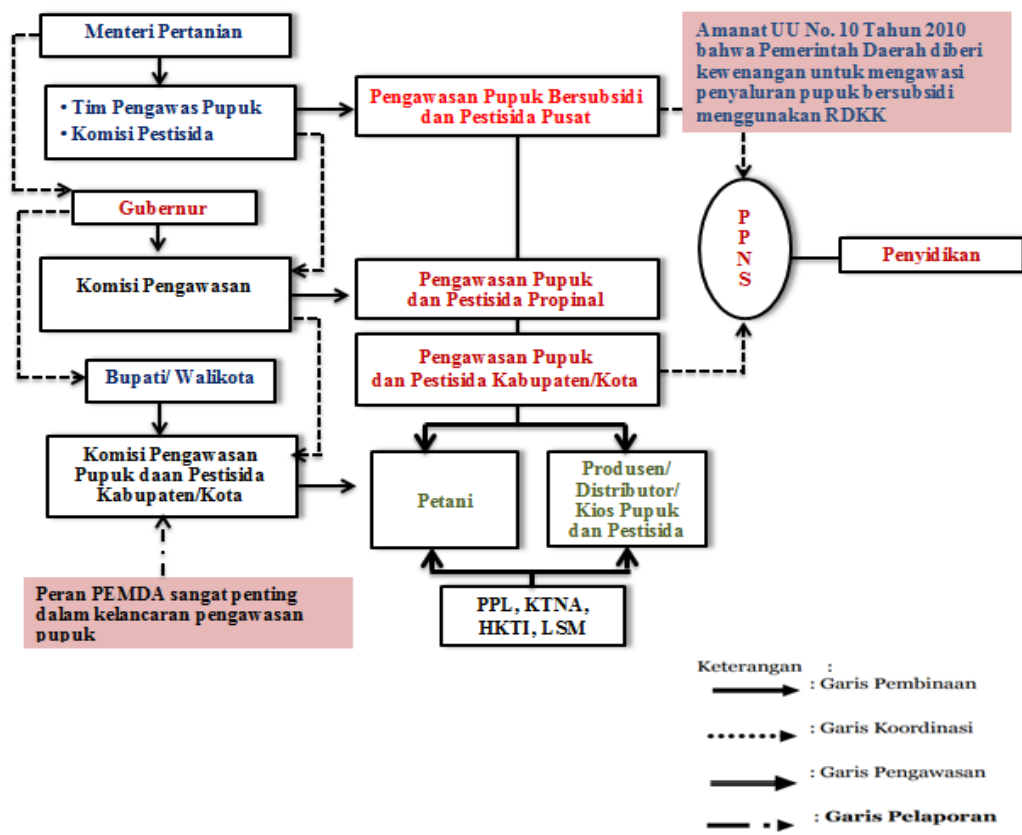 Menteri Pertanian
• Tim Pengawas Pupuk
• Komisi Pestisida
Pengawasan Pupuk Bersubsidi
dan Pestisida Pusat
Amanat UU No. 10 Tahun 2010
bahwa Pemerintah Daerah diberi
kewenangan untuk mengawasi
penyaluran pupuk bersubsidi
menggunakan RDKK
Gubernur
P
P
N
S
Penyidikan
Komisi Pengawasan
Pengawasan Pupuk
dan Pestisida Propinal
Pengawasan Pupuk
dan Pestisida Kabupaten/Kota
Bupati/ Walikota
Komisi Pengawasan
Pupuk daan Pestisida
Kabupaten/Kota
Petani
Produsen/
Distributor/
Kios Pupuk
dan Pestisida
Peran PEMDA sangat penting
dalam kelancaran pengawasan
pupuk
PPL, KTNA,
HKTI, LSM
Keterangan :
: Garis Pembinaan
: Garis Koordinasi
: Garis Pengawasan
: Garis Pelaporan